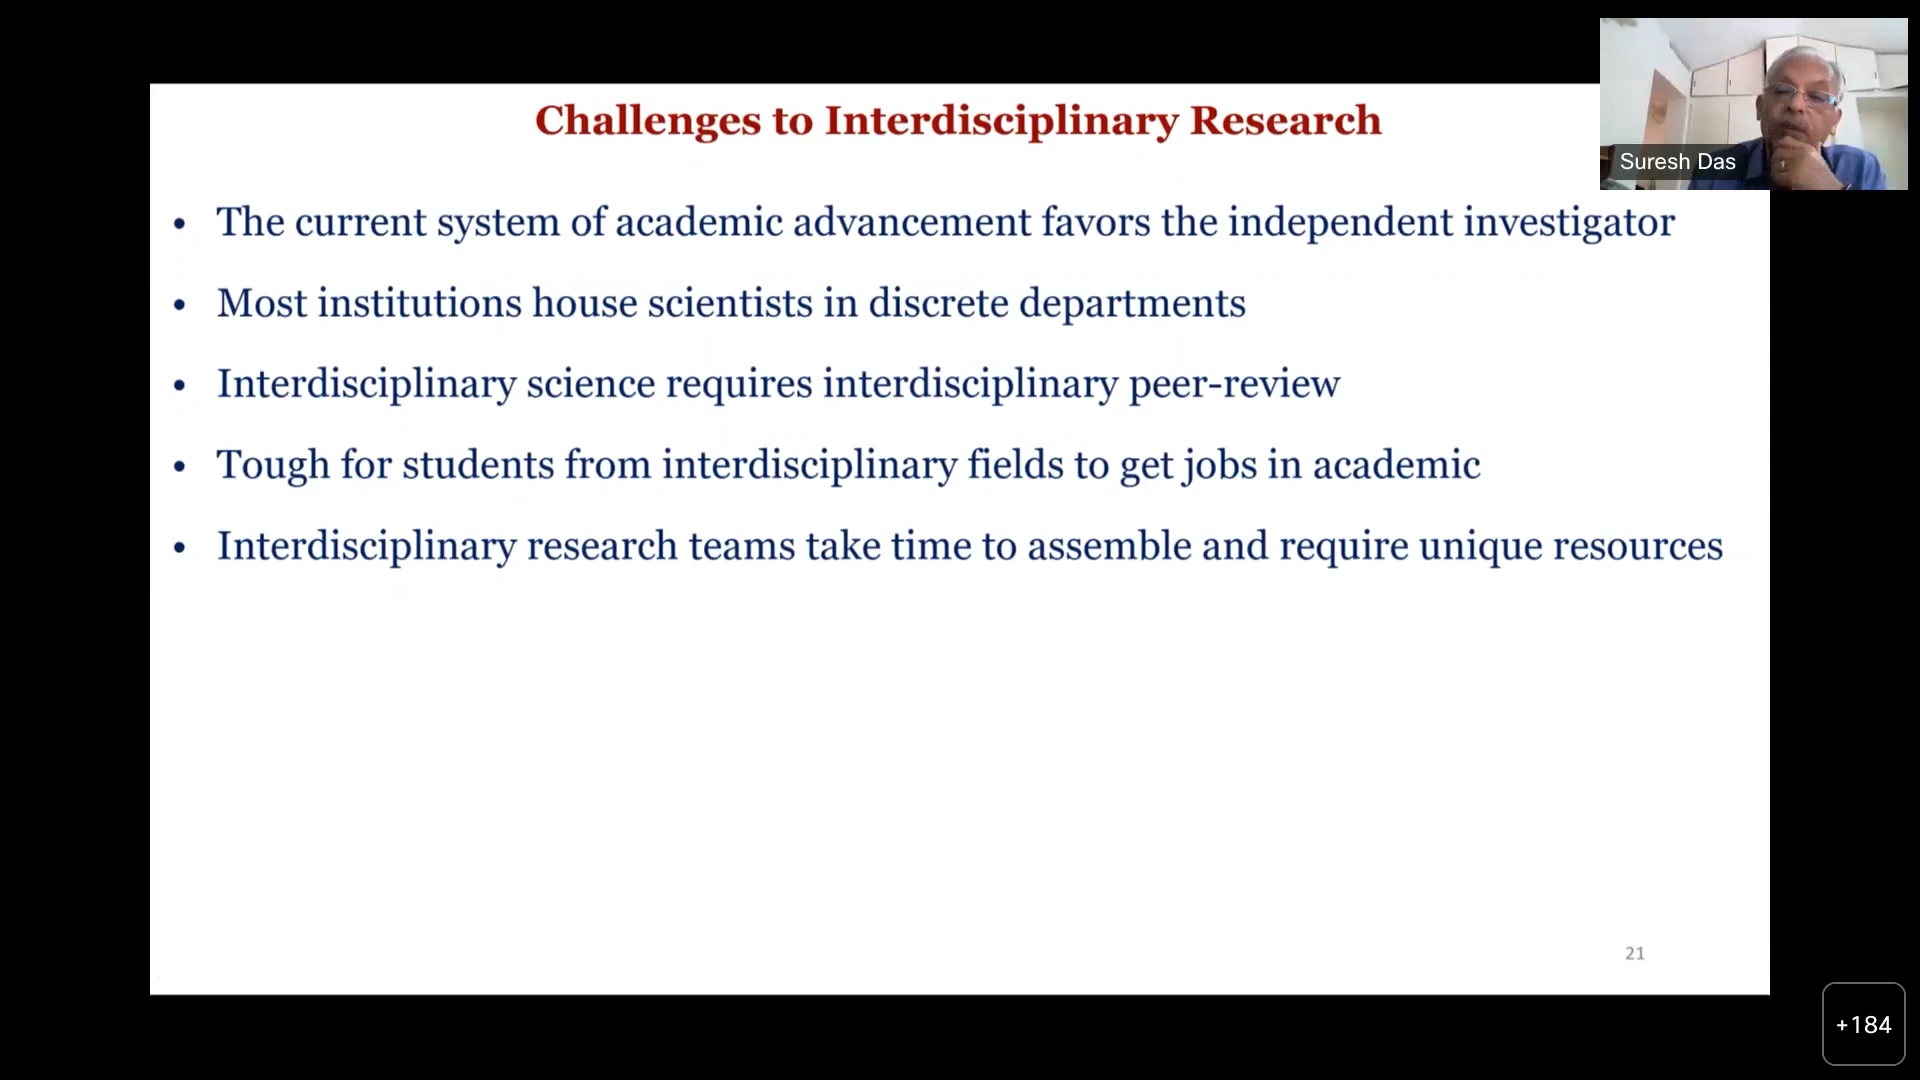 Challenges to Interdisciplinary Research
Suresh Das
• The current system of academic advancement favors the independent investigator
• Most institutions house scientists in discrete departments
• Interdisciplinary science requires interdisciplinary peer-review
• Tough for students from interdisciplinary fields to get jobs in academic
• Interdisciplinary research teams take time to assemble and require unique resources
21
+184